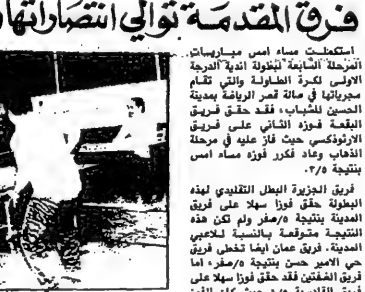 فرق المقدمة توالي انتصاراتها
استكملت مساء امس مباريات
المرحلة السابعة لبطولة اندية الدرجة
الاولى لكرة الطاولة والتي تقام
مجرياتها في صالة قصر الرياضة بمدينة
الحسين للشباب، فقد حقق فريق
البقعة فوزه الثاني على فريق
الارثوذكسي حيث فاز عليه في مرحلة
الذهاب وعاد فكرر فوزه مساء امس
بنتيجة ٣/٥.
فريق الجزيرة البطل التقليدي لهذه
البطولة حقق فوزا سهلا على فريق
المدينة بنتيجة ٥/صفر ولم تكن هذه
النتيجة متوقعة بالنسبة للاعبي
المدينة. فريق عمان ايضا تخطى فريق
حي الامير حسن بنتيجة ٥/صفر، اما
فريق الضفتين فقد حقق فوزا سهلا على
فريق القادسية